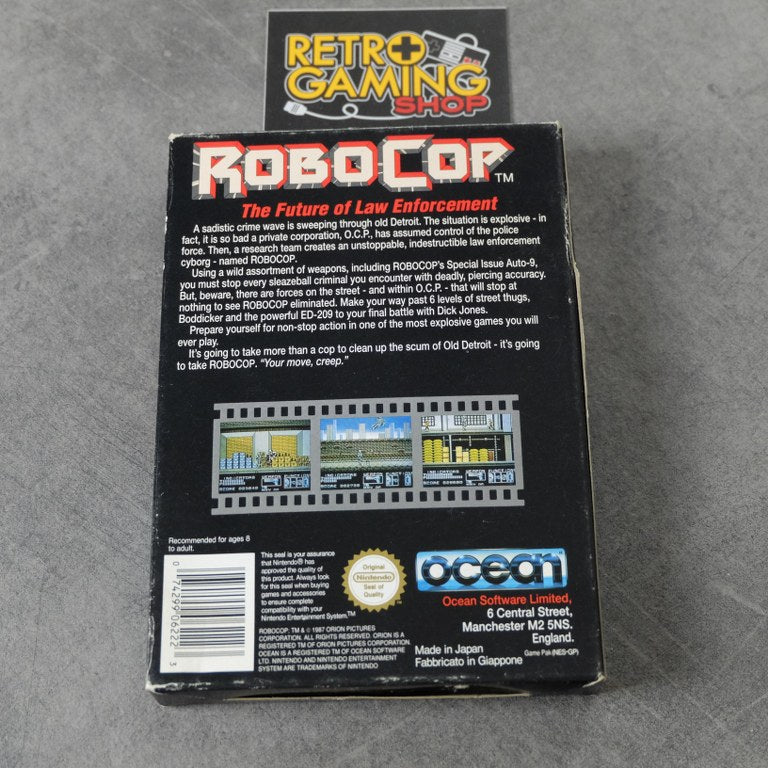 RETRO
GAMING
SHOP
ROBOCOP™
The Future of Law Enforcement
A sadistic crime wave is sweeping through old Detroit. The situation is explosive - in
fact, it is so bad a private corporation, O.C.P., has assumed control of the police
force. Then, a research team creates an unstoppable, indestructible law enforcement
cyborg - named ROBOCOP.
Using a wild assortment of weapons, including ROBOCOP's Special Issue Auto-9,
you must stop every sleazeball criminal you encounter with deadly, piercing accuracy.
But, beware, there are forces on the street - and within O.C.P. - that will stop at
nothing to see ROBOCOP eliminated. Make your way past 6 levels of street thugs,
Boddicker and the powerful ED-209 to your final battle with Dick Jones.
Prepare yourself for non-stop action in one of the most explosive games you will
ever play.
It's going to take more than a cop to clean up the scum of Old Detroit - it's going
to take ROBOCOP. "Your move, creep."
Recommended for ages 8
to adult.
0 74299 06222 3
This seal is your assurance
that Nintendo® has
approved the quality of
this product. Always look
for this seal when buying
games and accessories
to ensure complete
compatibility with your
Nintendo Entertainment System.™
Original
Nintendo
Seal of
Quality
ROBOCOP, TM & © 1987 ORION PICTURES
CORPORATION. ALL RIGHTS RESERVED. ORION IS A
REGISTERED TM OF ORION PICTURES CORPORATION.
OCEAN IS A REGISTERED TM OF OCEAN SOFTWARE
LTD. NINTENDO AND NINTENDO ENTERTAINMENT
SYSTEM ARE TRADEMARKS OF NINTENDO
ocean
Ocean Software Limited,
6 Central Street,
Manchester M2 5NS.
England.
Made in Japan
Fabbricato in Giappone
Game Pak (NES-GP)